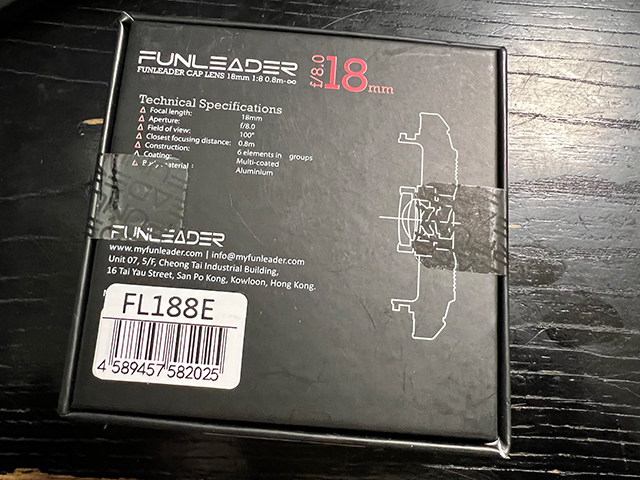 FUNLEADER
FUNLEADER CAP LENS 18mm 1:8 0.8m-∞
f/8.0 18mm
Technical Specifications
Focal length: 18mm
Aperture: f/8.0
Field of view: 100°
Closest focusing distance: 0.8m
Construction: 6 elements in groups
Coating: Multi-coated
material: Aluminium
FUNLEADER
www.myfunleader.com | info@myfunleader.com
Unit 07, 5/F, Cheong Tai Industrial Building,
16 Tai Yau Street, San Po Kong, Kowloon, Hong Kong.
FL188E
4 589457 582025